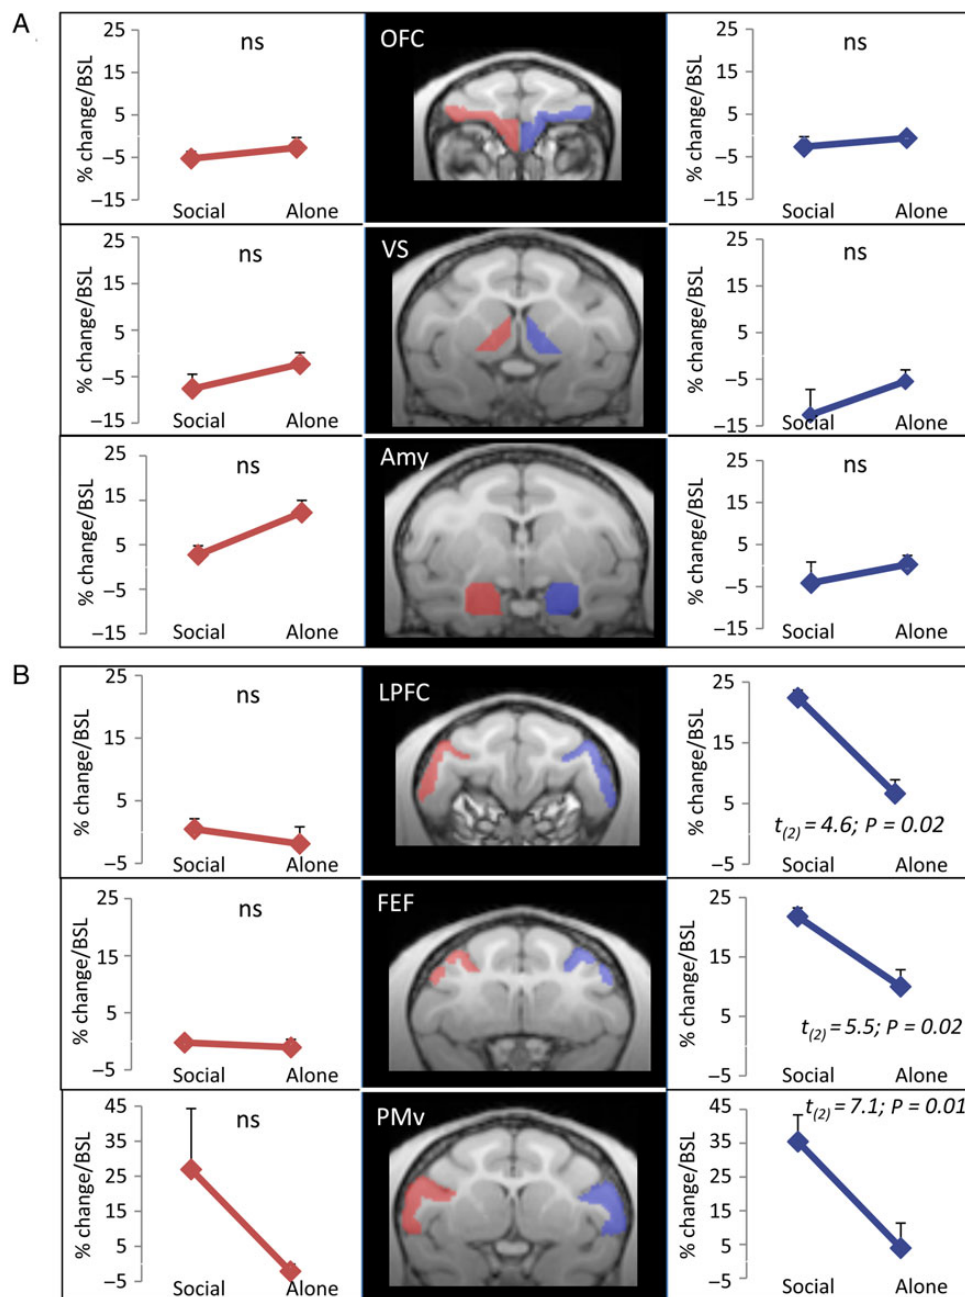 A
% change/BSL
25
15
5
−5
−15
ns
Social Alone
OFC
% change/BSL
25
15
5
−5
−15
ns
Social Alone
% change/BSL
25
15
5
−5
−15
ns
Social Alone
VS
% change/BSL
25
15
5
−5
−15
ns
Social Alone
% change/BSL
25
15
5
−5
−15
ns
Social Alone
Amy
% change/BSL
25
15
5
−5
−15
ns
Social Alone
B
% change/BSL
25
15
5
−5
ns
Social Alone
LPFC
% change/BSL
25
15
5
−5
t(2) = 4.6; P = 0.02
Social Alone
% change/BSL
25
15
5
−5
ns
Social Alone
FEF
% change/BSL
25
15
5
−5
t(2) = 5.5; P = 0.02
Social Alone
% change/BSL
45
35
25
15
5
−5
ns
Social Alone
PMv
% change/BSL
45
35
25
15
5
−5
t(2) = 7.1; P = 0.01
Social Alone